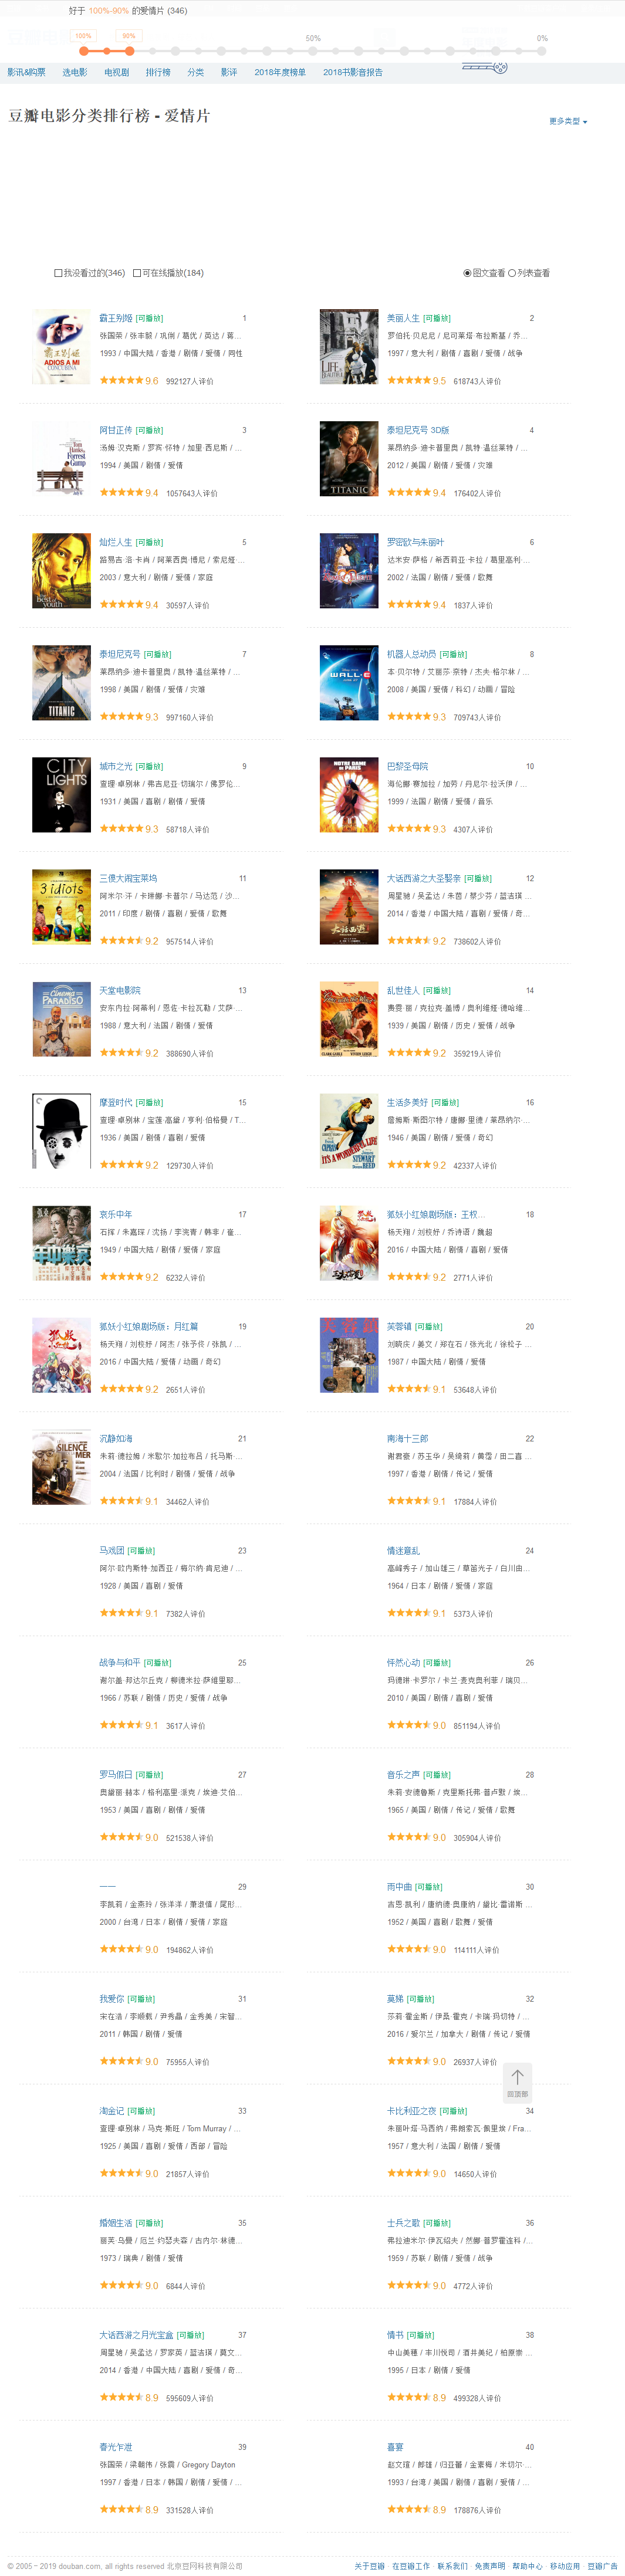 好于 100%-90% 的爱情片 (346)
100% 90% 50% 0%
影讯&购票 选电影 电视剧 排行榜 分类 影评 2018年度榜单 2018书影音报告
豆瓣电影分类排行榜 - 爱情片
更多类型
我没看过的(346) 可在线播放(184)
图文查看 列表查看
霸王别姬 [可播放] 1
张国荣 / 张丰毅 / 巩俐 / 葛优 / 英达 / 蒋...
1993 / 中国大陆 / 香港 / 剧情 / 爱情 / 同性
9.6 992127人评价
美丽人生 [可播放] 2
罗伯托·贝尼尼 / 尼可莱塔·布拉斯基 / 乔...
1997 / 意大利 / 剧情 / 喜剧 / 爱情 / 战争
9.5 618743人评价
阿甘正传 [可播放] 3
汤姆·汉克斯 / 罗宾·怀特 / 加里·西尼斯 / ...
1994 / 美国 / 剧情 / 爱情
9.4 1057643人评价
泰坦尼克号 3D版 4
莱昂纳多·迪卡普里奥 / 凯特·温丝莱特 / ...
2012 / 美国 / 剧情 / 爱情 / 灾难
9.4 176402人评价
灿烂人生 [可播放] 5
路易吉·洛·卡肖 / 阿莱西奥·博尼 / 索尼娅·...
2003 / 意大利 / 剧情 / 爱情 / 家庭
9.4 30597人评价
罗密欧与朱丽叶 6
达米安·萨格 / 希西莉亚·卡拉 / 葛里高利·...
2002 / 法国 / 剧情 / 爱情 / 歌舞
9.4 1837人评价
泰坦尼克号 [可播放] 7
莱昂纳多·迪卡普里奥 / 凯特·温丝莱特 / ...
1998 / 美国 / 剧情 / 爱情 / 灾难
9.3 997160人评价
机器人总动员 [可播放] 8
本·贝尔特 / 艾丽莎·奈特 / 杰夫·格尔林 / ...
2008 / 美国 / 爱情 / 科幻 / 动画 / 冒险
9.3 709743人评价
城市之光 [可播放] 9
查理·卓别林 / 弗吉尼亚·切瑞尔 / 佛罗伦...
1931 / 美国 / 喜剧 / 剧情 / 爱情
9.3 58718人评价
巴黎圣母院 10
海伦娜·赛加拉 / 加劳 / 丹尼尔·拉沃伊 / ...
1999 / 法国 / 剧情 / 爱情 / 音乐
9.3 4307人评价
三傻大闹宝莱坞 11
阿米尔·汗 / 卡琳娜·卡普尔 / 马达范 / 沙...
2011 / 印度 / 剧情 / 喜剧 / 爱情 / 歌舞
9.2 957514人评价
大话西游之大圣娶亲 [可播放] 12
周星驰 / 吴孟达 / 朱茵 / 蔡少芬 / 蓝洁瑛 ...
2014 / 香港 / 中国大陆 / 喜剧 / 爱情 / 奇...
9.2 738602人评价
天堂电影院 13
安东内拉·阿蒂利 / 恩佐·卡拉瓦勒 / 艾萨·...
1988 / 意大利 / 法国 / 剧情 / 爱情
9.2 388690人评价
乱世佳人 [可播放] 14
费雯·丽 / 克拉克·盖博 / 奥利维娅·德哈维...
1939 / 美国 / 剧情 / 历史 / 爱情 / 战争
9.2 359219人评价
摩登时代 [可播放] 15
查理·卓别林 / 宝莲·高黛 / 亨利·伯格曼 / T...
1936 / 美国 / 剧情 / 喜剧 / 爱情
9.2 129730人评价
生活多美好 [可播放] 16
詹姆斯·斯图尔特 / 唐娜·里德 / 莱昂纳尔·...
1946 / 美国 / 剧情 / 爱情 / 奇幻
9.2 42337人评价
哀乐中年 17
石挥 / 朱嘉琛 / 沈扬 / 李浣青 / 韩非 / 崔...
1949 / 中国大陆 / 剧情 / 爱情 / 家庭
9.2 6232人评价
狐妖小红娘剧场版：王权... 18
杨天翔 / 刘校妤 / 乔诗语 / 魏超
2016 / 中国大陆 / 剧情 / 喜剧 / 爱情
9.2 2771人评价
狐妖小红娘剧场版：月红篇 19
杨天翔 / 刘校妤 / 阿杰 / 张予佟 / 张凯 / ...
2016 / 中国大陆 / 爱情 / 动画 / 奇幻
9.2 2651人评价
芙蓉镇 [可播放] 20
刘晓庆 / 姜文 / 郑在石 / 张光北 / 徐松子 ...
1987 / 中国大陆 / 剧情 / 爱情
9.1 53648人评价
沉静如海 21
朱莉·德拉姆 / 米歇尔·加拉布吕 / 托马斯·...
2004 / 法国 / 比利时 / 剧情 / 爱情 / 战争
9.1 34462人评价
南海十三郎 22
谢君豪 / 苏玉华 / 吴绮莉 / 黄霑 / 田二喜 ...
1997 / 香港 / 剧情 / 传记 / 爱情
9.1 17884人评价
马戏团 [可播放] 23
阿尔·欧内斯特·加西亚 / 梅尔纳·肯尼迪 / ...
1928 / 美国 / 喜剧 / 爱情
9.1 7382人评价
情迷意乱 24
高峰秀子 / 加山雄三 / 草笛光子 / 白川由...
1964 / 日本 / 剧情 / 爱情 / 家庭
9.1 5373人评价
战争与和平 [可播放] 25
谢尔盖·邦达尔丘克 / 柳德米拉·萨维里耶...
1966 / 苏联 / 剧情 / 历史 / 爱情 / 战争
9.1 3617人评价
怦然心动 [可播放] 26
玛德琳·卡罗尔 / 卡兰·麦克奥利菲 / 瑞贝...
2010 / 美国 / 剧情 / 喜剧 / 爱情
9.0 851194人评价
罗马假日 [可播放] 27
奥黛丽·赫本 / 格利高里·派克 / 埃迪·艾伯...
1953 / 美国 / 喜剧 / 剧情 / 爱情
9.0 521538人评价
音乐之声 [可播放] 28
朱莉·安德鲁斯 / 克里斯托弗·普卢默 / 埃...
1965 / 美国 / 剧情 / 传记 / 爱情 / 歌舞
9.0 305904人评价
一一 29
李凯莉 / 金燕玲 / 张洋洋 / 萧淑慎 / 尾形...
2000 / 台湾 / 日本 / 剧情 / 爱情 / 家庭
9.0 194862人评价
雨中曲 [可播放] 30
吉恩·凯利 / 唐纳德·奥康纳 / 黛比·雷诺斯 ...
1952 / 美国 / 喜剧 / 歌舞 / 爱情
9.0 114111人评价
我爱你 [可播放] 31
宋在浩 / 李顺载 / 尹秀晶 / 金秀美 / 宋智...
2011 / 韩国 / 剧情 / 爱情
9.0 75955人评价
莫娣 [可播放] 32
莎莉·霍金斯 / 伊桑·霍克 / 卡瑞·玛切特 / ...
2016 / 爱尔兰 / 加拿大 / 剧情 / 传记 / 爱情
9.0 26937人评价
回顶部
淘金记 [可播放] 33
查理·卓别林 / 马克·斯旺 / Tom Murray / ...
1925 / 美国 / 喜剧 / 爱情 / 西部 / 冒险
9.0 21857人评价
卡比利亚之夜 [可播放] 34
朱丽叶塔·马西纳 / 弗朗索瓦·佩里埃 / Fra...
1957 / 意大利 / 法国 / 剧情 / 爱情
9.0 14650人评价
婚姻生活 [可播放] 35
丽芙·乌曼 / 厄兰·约瑟夫森 / 古内尔·林德...
1973 / 瑞典 / 剧情 / 爱情
9.0 6844人评价
士兵之歌 [可播放] 36
弗拉迪米尔·伊瓦绍夫 / 然娜·普罗霍连科 /...
1959 / 苏联 / 剧情 / 爱情 / 战争
9.0 4772人评价
大话西游之月光宝盒 [可播放] 37
周星驰 / 吴孟达 / 罗家英 / 蓝洁瑛 / 莫文...
2014 / 香港 / 中国大陆 / 喜剧 / 爱情 / 奇...
8.9 595609人评价
情书 [可播放] 38
中山美穗 / 丰川悦司 / 酒井美纪 / 柏原崇 ...
1995 / 日本 / 剧情 / 爱情
8.9 499328人评价
春光乍泄 39
张国荣 / 梁朝伟 / 张震 / Gregory Dayton
1997 / 香港 / 日本 / 韩国 / 剧情 / 爱情 / ...
8.9 331528人评价
喜宴 40
赵文瑄 / 郎雄 / 归亚蕾 / 金素梅 / 米切尔·...
1993 / 台湾 / 美国 / 剧情 / 喜剧 / 爱情 / ...
8.9 178876人评价
© 2005－2019 douban.com, all rights reserved 北京豆网科技有限公司
关于豆瓣 · 在豆瓣工作 · 联系我们 · 免责声明 · 帮助中心 · 移动应用 · 豆瓣广告